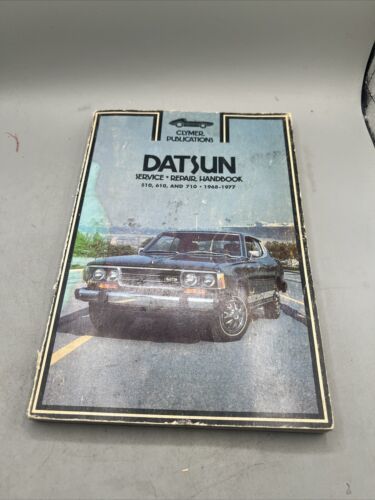 CLYMER
PUBLICATIONS
DATSUN
SERVICE • REPAIR HANDBOOK
510, 610, AND 710 • 1968-1977